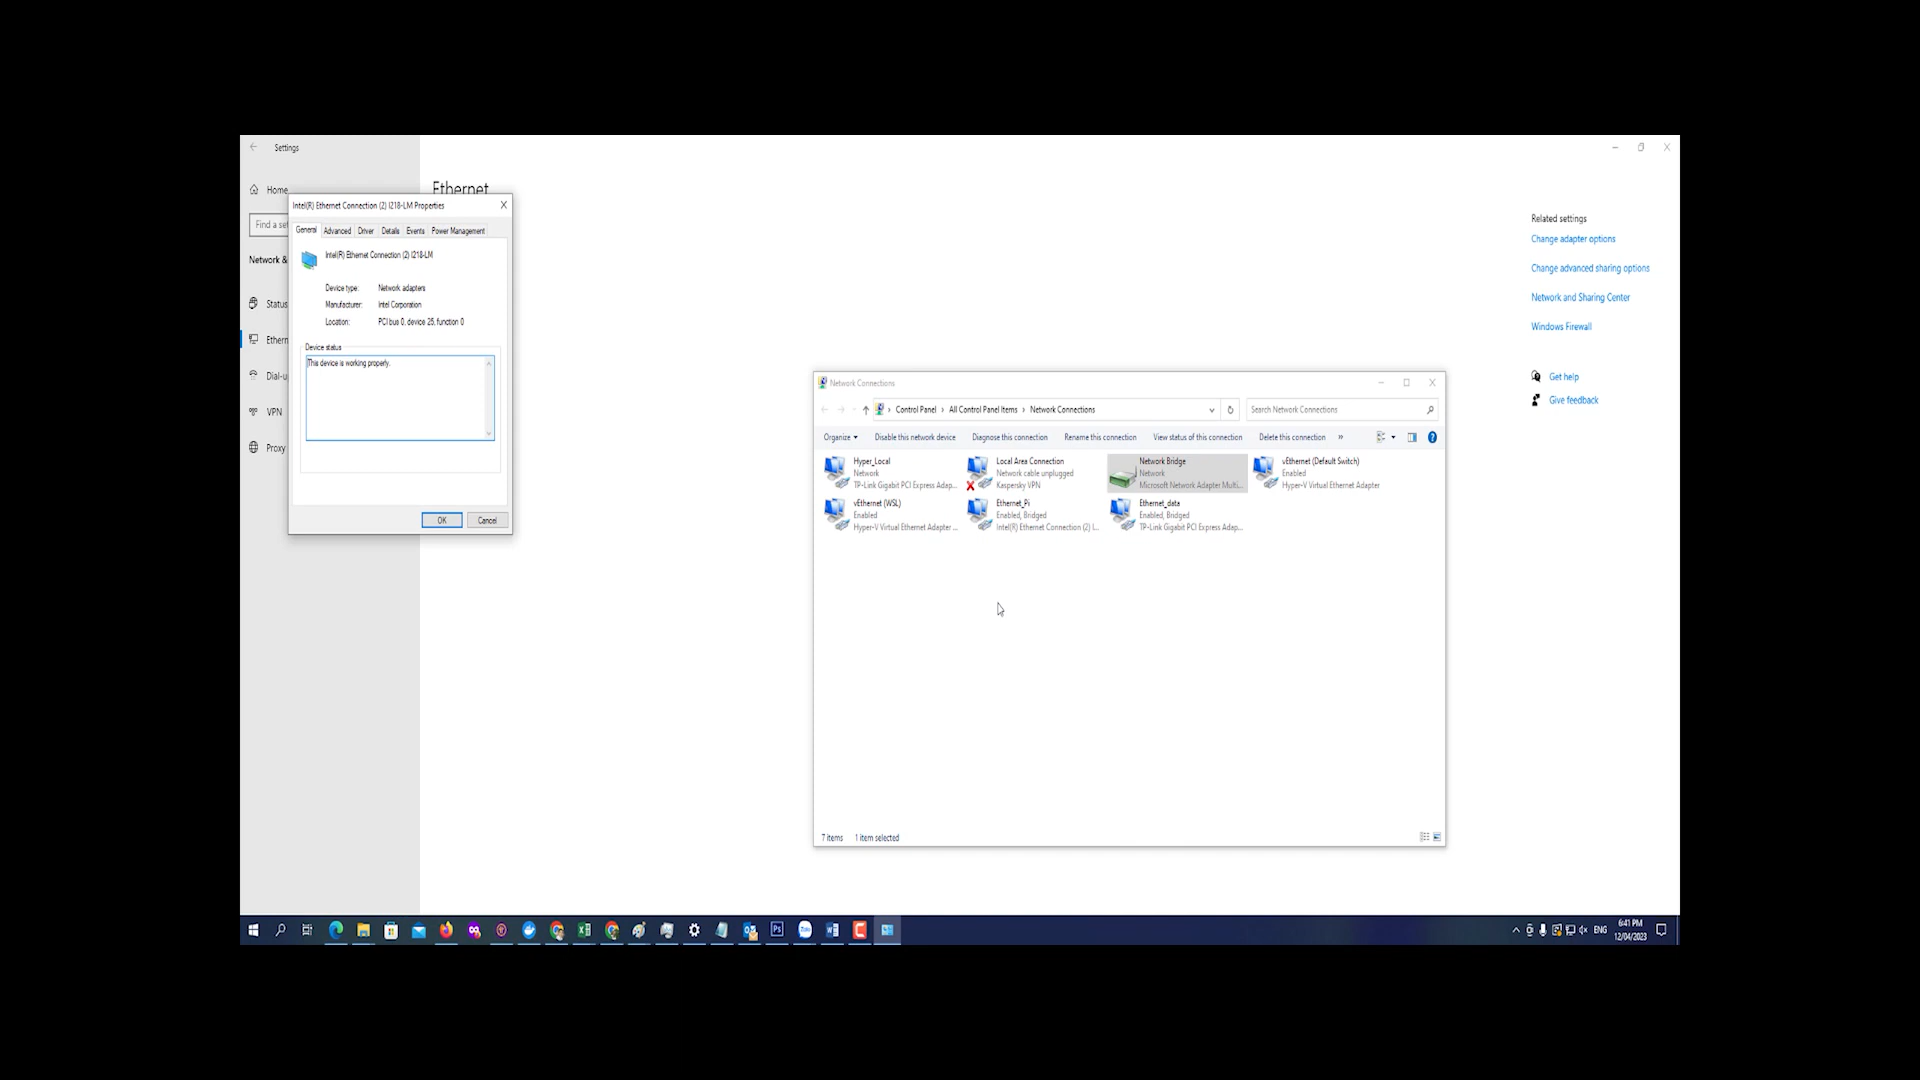 Settings
Home
Find a set
Network &
Status
Ethern
Dial-u
VPN
Proxy
Ethernet
Intel(R) Ethernet Connection (2) I218-LM Properties
General Advanced Driver Details Events Power Management
Intel(R) Ethernet Connection (2) I218-LM
Device type: Network adapters
Manufacturer: Intel Corporation
Location: PCI bus 0, device 25, function 0
Device status
This device is working properly.
OK Cancel
Related settings
Change adapter options
Change advanced sharing options
Network and Sharing Center
Windows Firewall
Get help
Give feedback
Network Connections
Control Panel › All Control Panel Items › Network Connections
Search Network Connections
Organize Disable this network device Diagnose this connection Rename this connection View status of this connection Delete this connection »
Hyper_Local
Network
TP-Link Gigabit PCI Express Adap...
Local Area Connection
Network cable unplugged
Kaspersky VPN
Network Bridge
Network
Microsoft Network Adapter Multi...
vEthernet (Default Switch)
Enabled
Hyper-V Virtual Ethernet Adapter
vEthernet (WSL)
Enabled
Hyper-V Virtual Ethernet Adapter ...
Ethernet_Pi
Enabled, Bridged
Intel(R) Ethernet Connection (2) I...
Ethernet_data
Enabled, Bridged
TP-Link Gigabit PCI Express Adap...
7 items 1 item selected
ENG
6:41 PM
12/04/2023